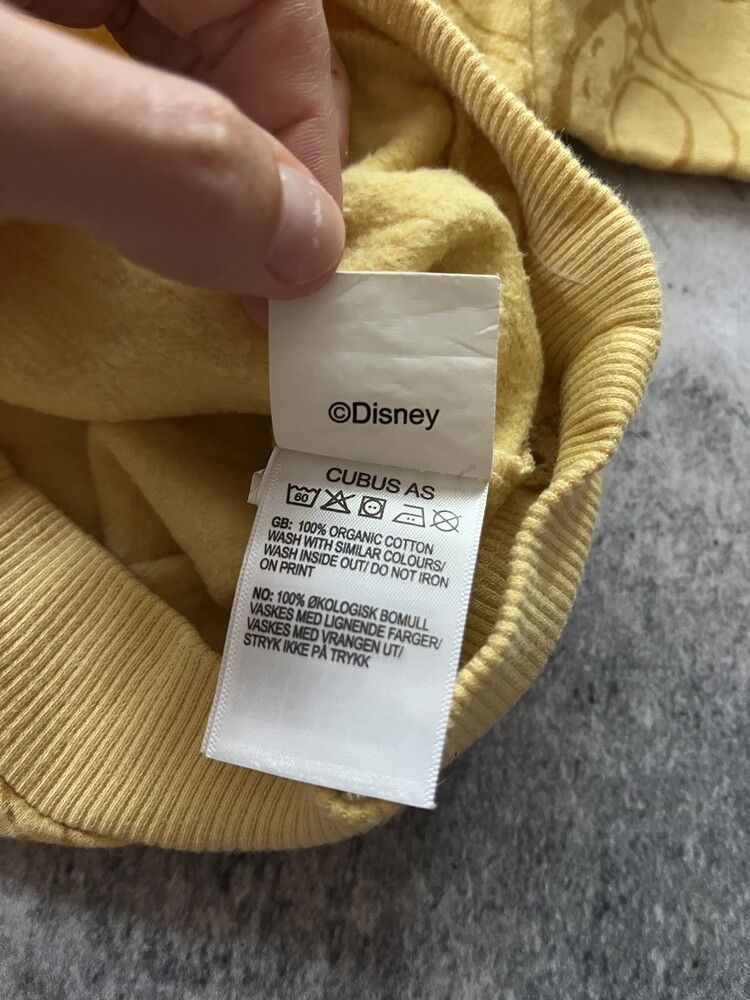 ©Disney
CUBUS AS
60
GB: 100% ORGANIC COTTON
WASH WITH SIMILAR COLOURS/
WASH INSIDE OUT/ DO NOT IRON
ON PRINT
NO: 100% ØKOLOGISK BOMULL
VASKES MED LIGNENDE FARGER/
VASKES MED VRANGEN UT/
STRYK IKKE PÅ TRYKK